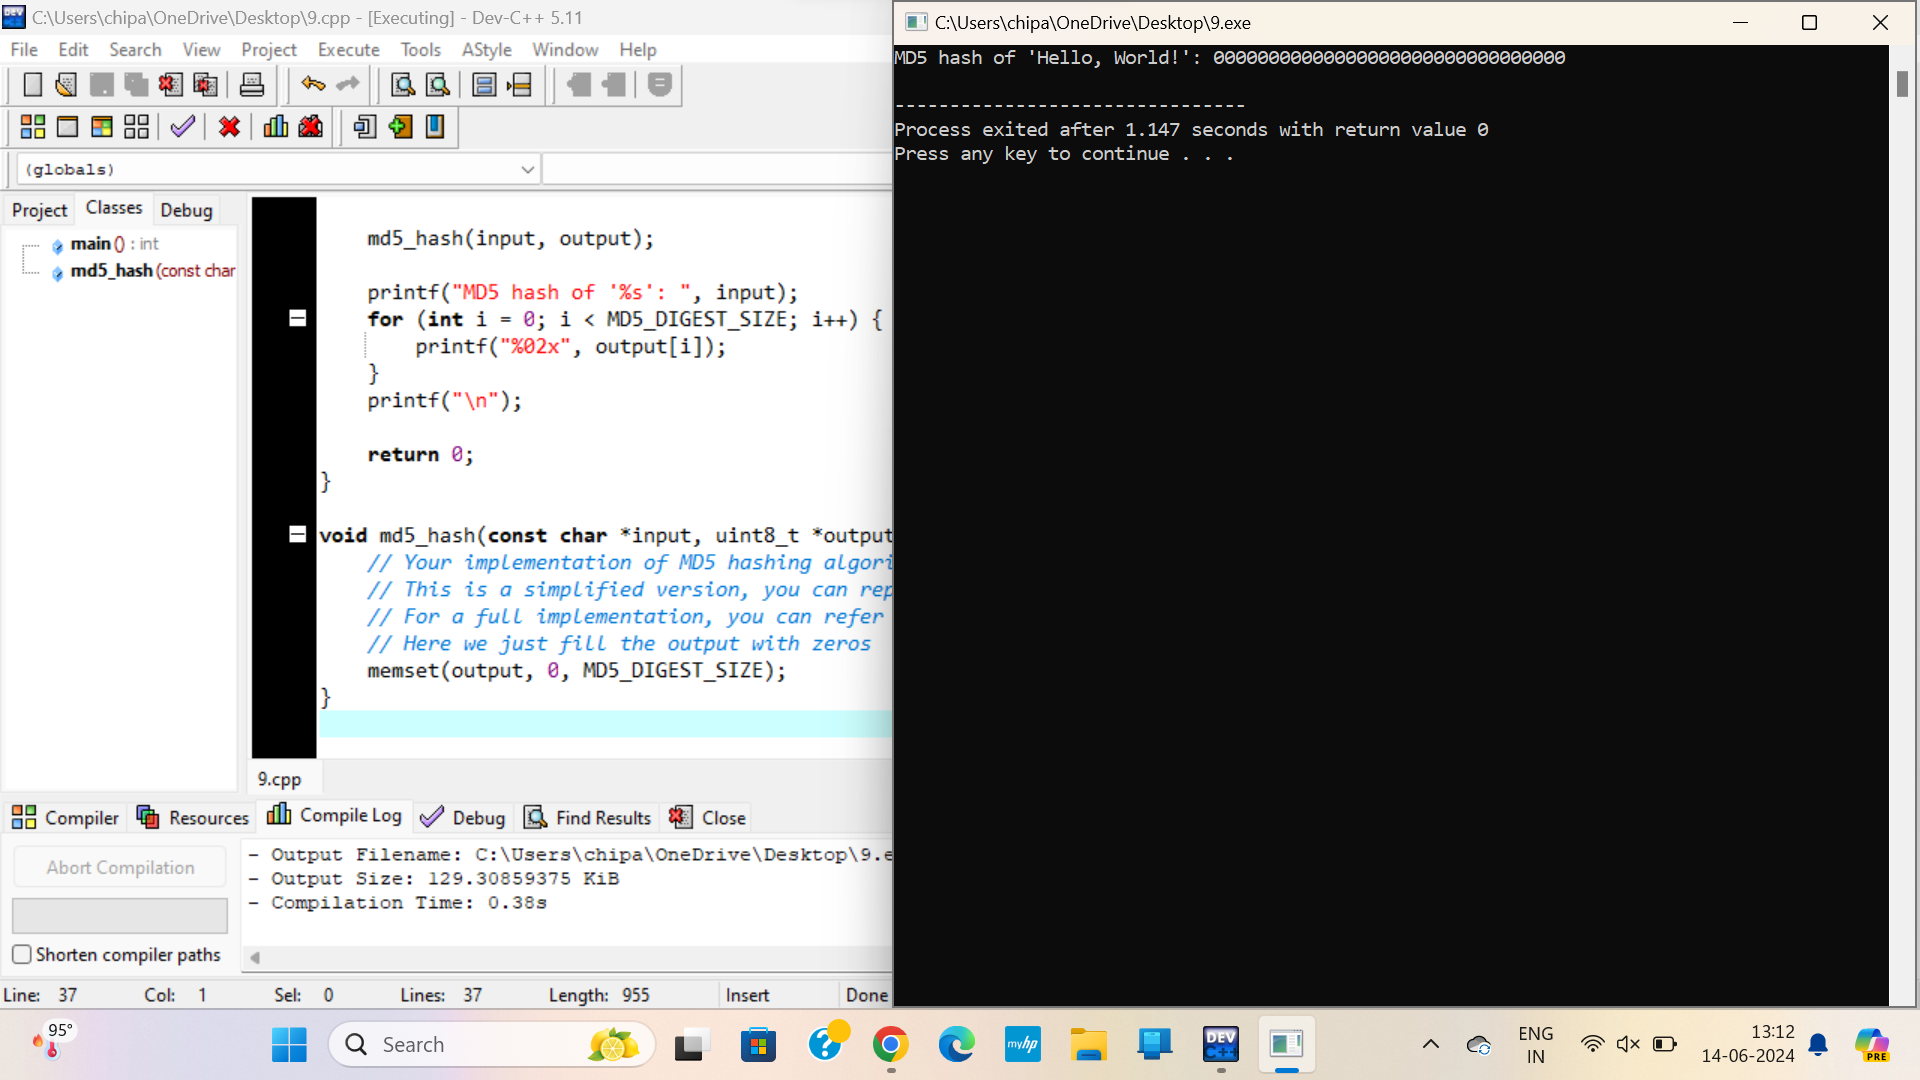 C:\Users\chipa\OneDrive\Desktop\9.cpp - [Executing] - Dev-C++ 5.11
File Edit Search View Project Execute Tools AStyle Window Help
(globals)
Project Classes Debug
main () : int
md5_hash (const char
md5_hash(input, output);
printf("MD5 hash of '%s': ", input);
for (int i = 0; i < MD5_DIGEST_SIZE; i++) {
printf("%02x", output[i]);
}
printf("\n");
return 0;
}
void md5_hash(const char *input, uint8_t *output
// Your implementation of MD5 hashing algori
// This is a simplified version, you can rep
// For a full implementation, you can refer
// Here we just fill the output with zeros
memset(output, 0, MD5_DIGEST_SIZE);
}
9.cpp
Compiler Resources Compile Log Debug Find Results Close
Abort Compilation
Shorten compiler paths
- Output Filename: C:\Users\chipa\OneDrive\Desktop\9.e
- Output Size: 129.30859375 KiB
- Compilation Time: 0.38s
Line: 37 Col: 1 Sel: 0 Lines: 37 Length: 955 Insert Done
C:\Users\chipa\OneDrive\Desktop\9.exe
MD5 hash of 'Hello, World!': 00000000000000000000000000000000
--------------------------------
Process exited after 1.147 seconds with return value 0
Press any key to continue . . .
95°
Search
myhp
DEV
C++
ENG
IN
13:12
14-06-2024
PRE